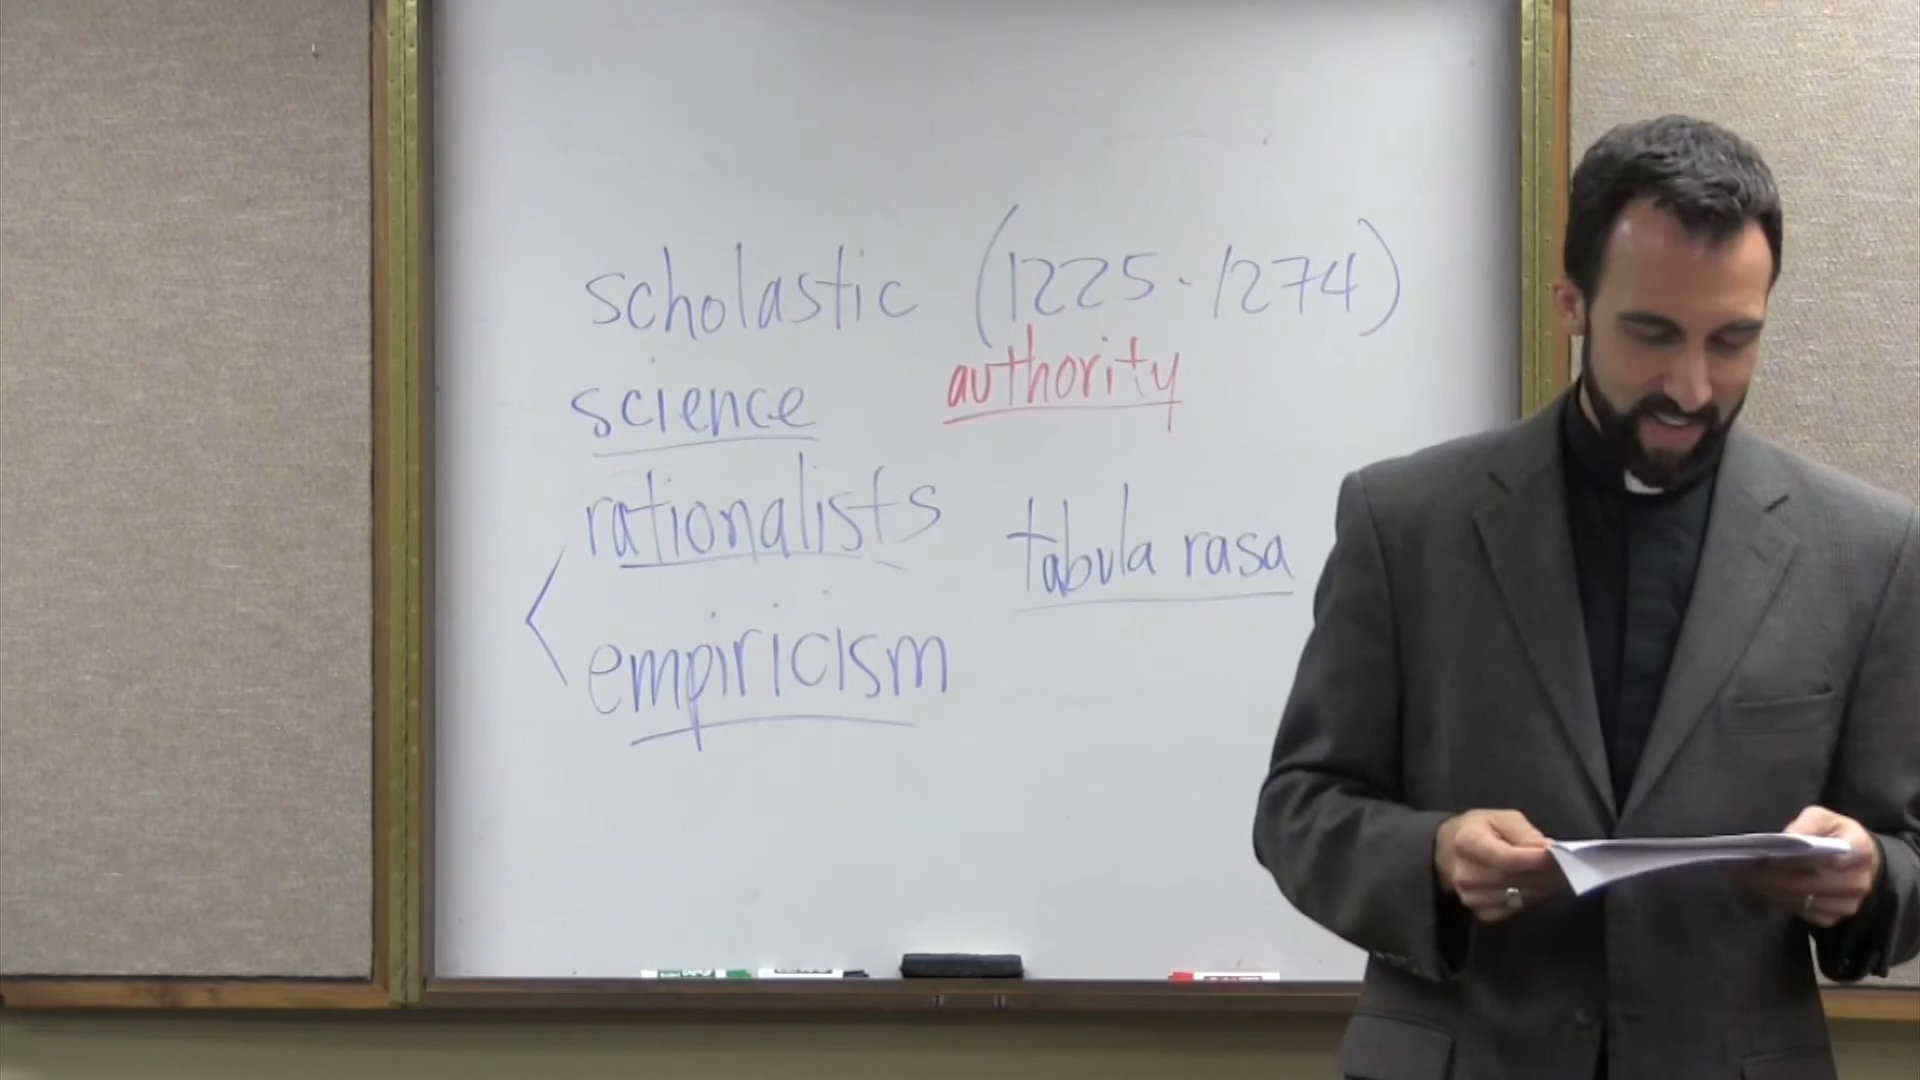 scholastic (1225-1274)
science authority
rationalists
tabula rasa
empiricism